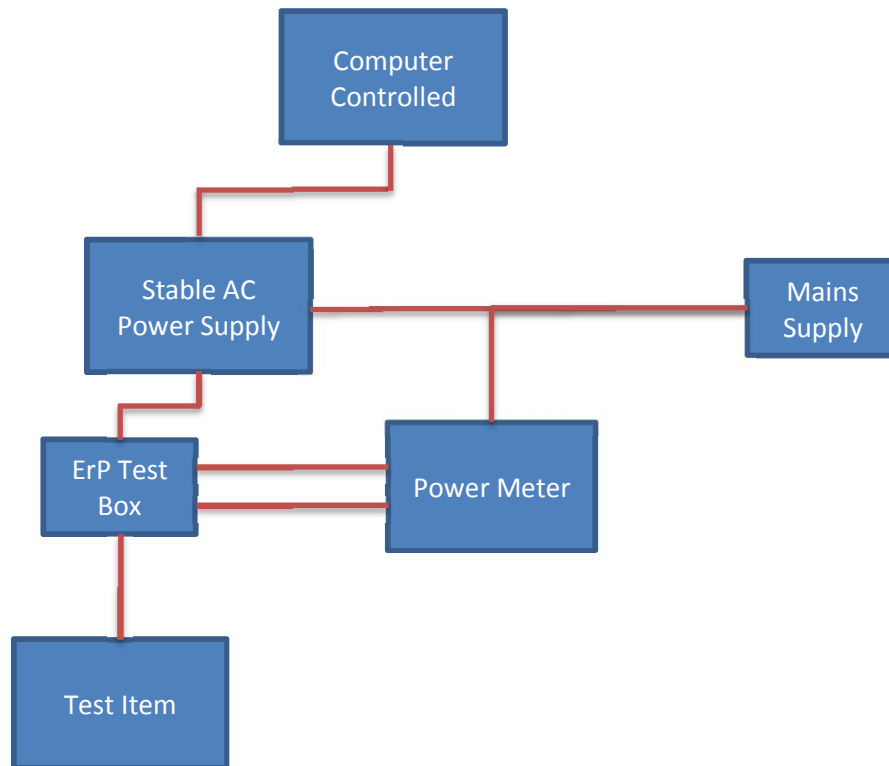 Computer
Controlled
Stable AC
Power Supply
Mains
Supply
ErP Test
Box
Power Meter
Test Item